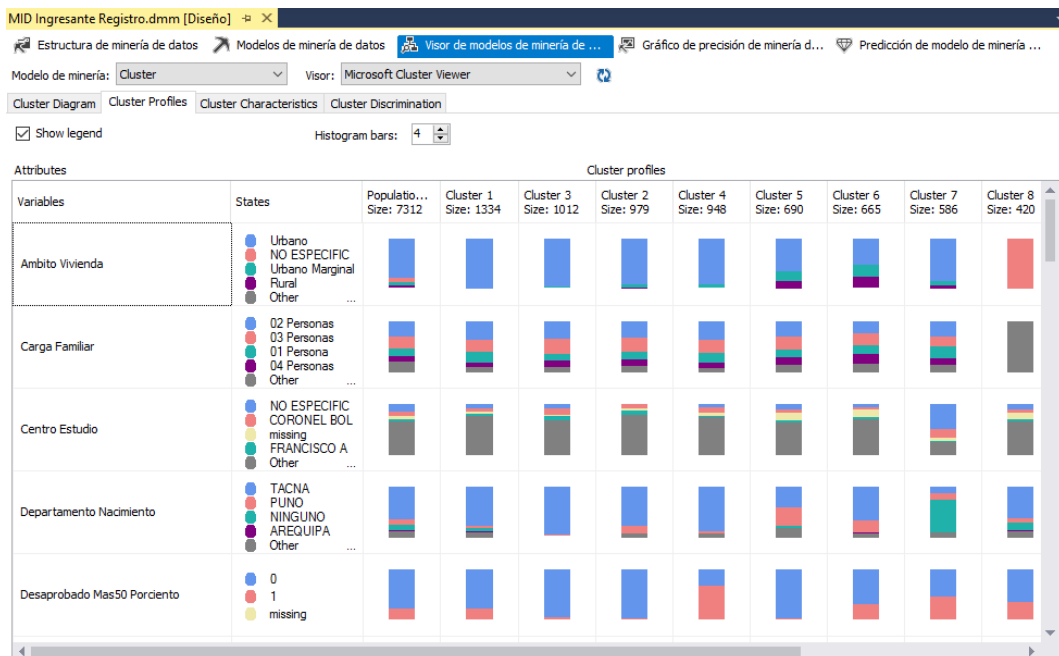 MID Ingresante Registro.dmm [Diseño]
Estructura de minería de datos Modelos de minería de datos Visor de modelos de minería de ... Gráfico de precisión de minería d... Predicción de modelo de minería ...
Modelo de minería: Cluster Visor: Microsoft Cluster Viewer
Cluster Diagram Cluster Profiles Cluster Characteristics Cluster Discrimination
Show legend Histogram bars: 4
Attributes Cluster profiles
Variables States Populatio... Cluster 1 Cluster 3 Cluster 2 Cluster 4 Cluster 5 Cluster 6 Cluster 7 Cluster 8
Size: 7312 Size: 1334 Size: 1012 Size: 979 Size: 948 Size: 690 Size: 665 Size: 586 Size: 420
Ambito Vivienda
Urbano
NO ESPECIFIC
Urbano Marginal
Rural
Other ...
Carga Familiar
02 Personas
03 Personas
01 Persona
04 Personas
Other ...
Centro Estudio
NO ESPECIFIC
CORONEL BOL
missing
FRANCISCO A
Other ...
Departamento Nacimiento
TACNA
PUNO
NINGUNO
AREQUIPA
Other ...
Desaprobado Mas50 Porciento
0
1
missing